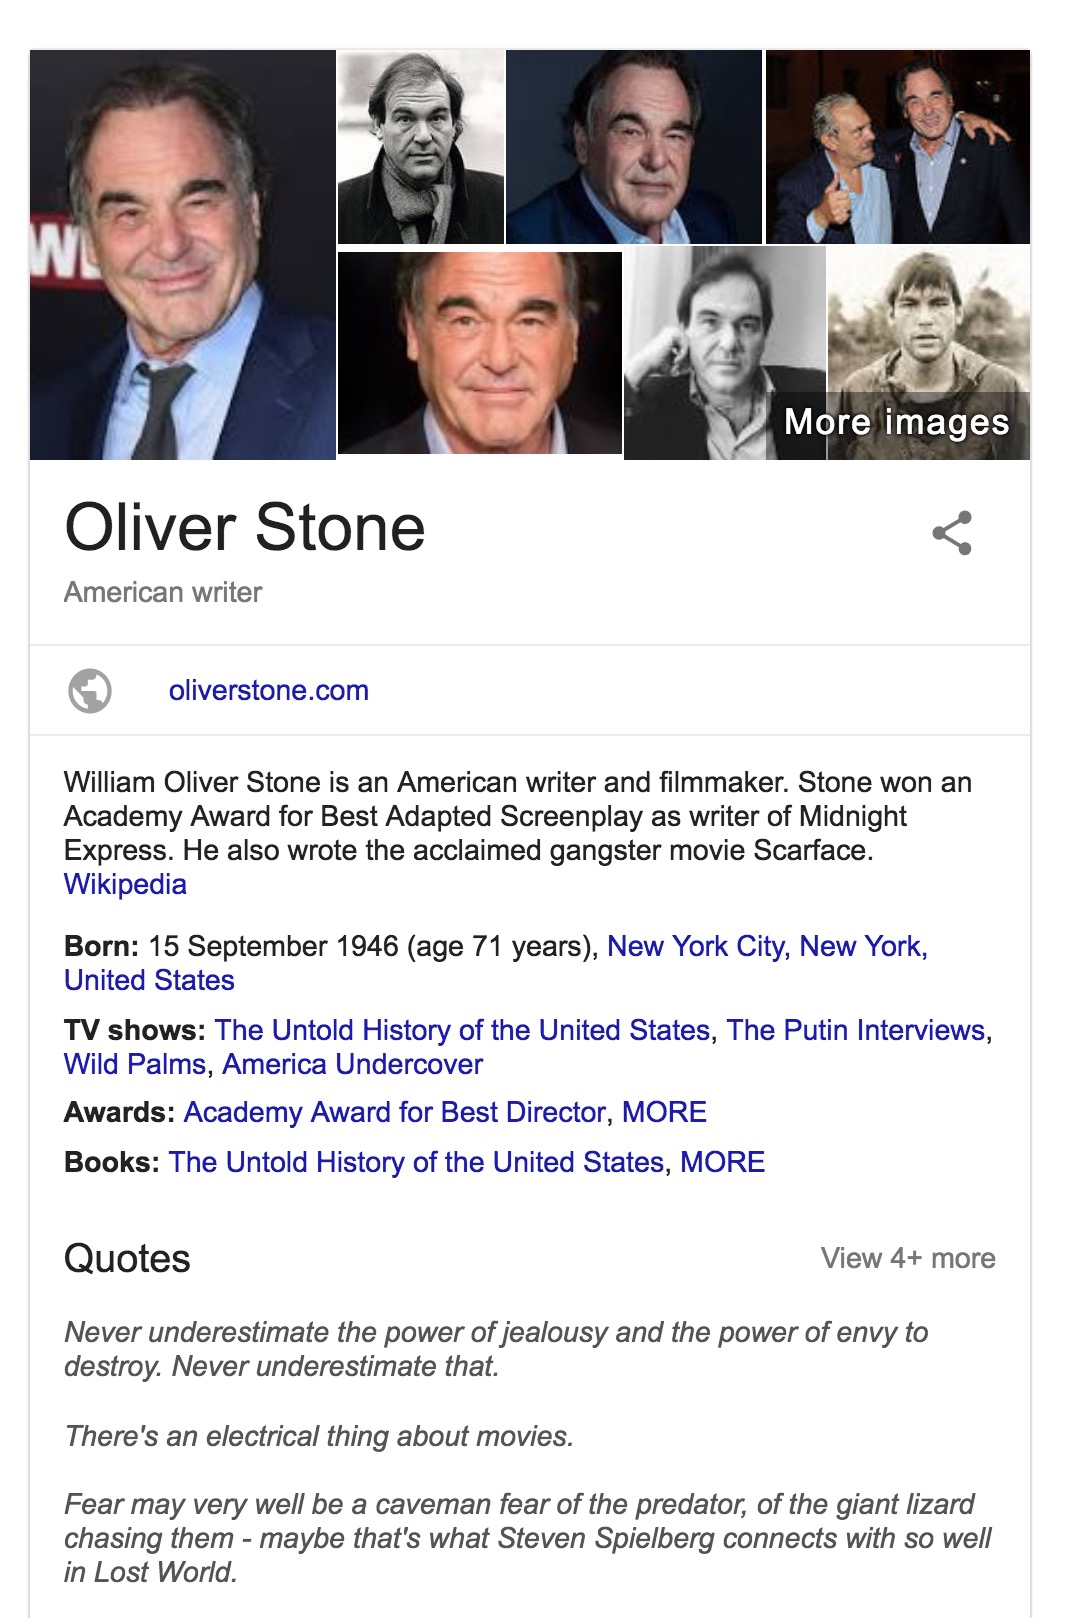 W
More images
Oliver Stone
American writer
oliverstone.com
William Oliver Stone is an American writer and filmmaker. Stone won an
Academy Award for Best Adapted Screenplay as writer of Midnight
Express. He also wrote the acclaimed gangster movie Scarface.
Wikipedia
Born: 15 September 1946 (age 71 years), New York City, New York,
United States
TV shows: The Untold History of the United States, The Putin Interviews,
Wild Palms, America Undercover
Awards: Academy Award for Best Director, MORE
Books: The Untold History of the United States, MORE
Quotes View 4+ more
Never underestimate the power of jealousy and the power of envy to
destroy. Never underestimate that.
There's an electrical thing about movies.
Fear may very well be a caveman fear of the predator, of the giant lizard
chasing them - maybe that's what Steven Spielberg connects with so well
in Lost World.